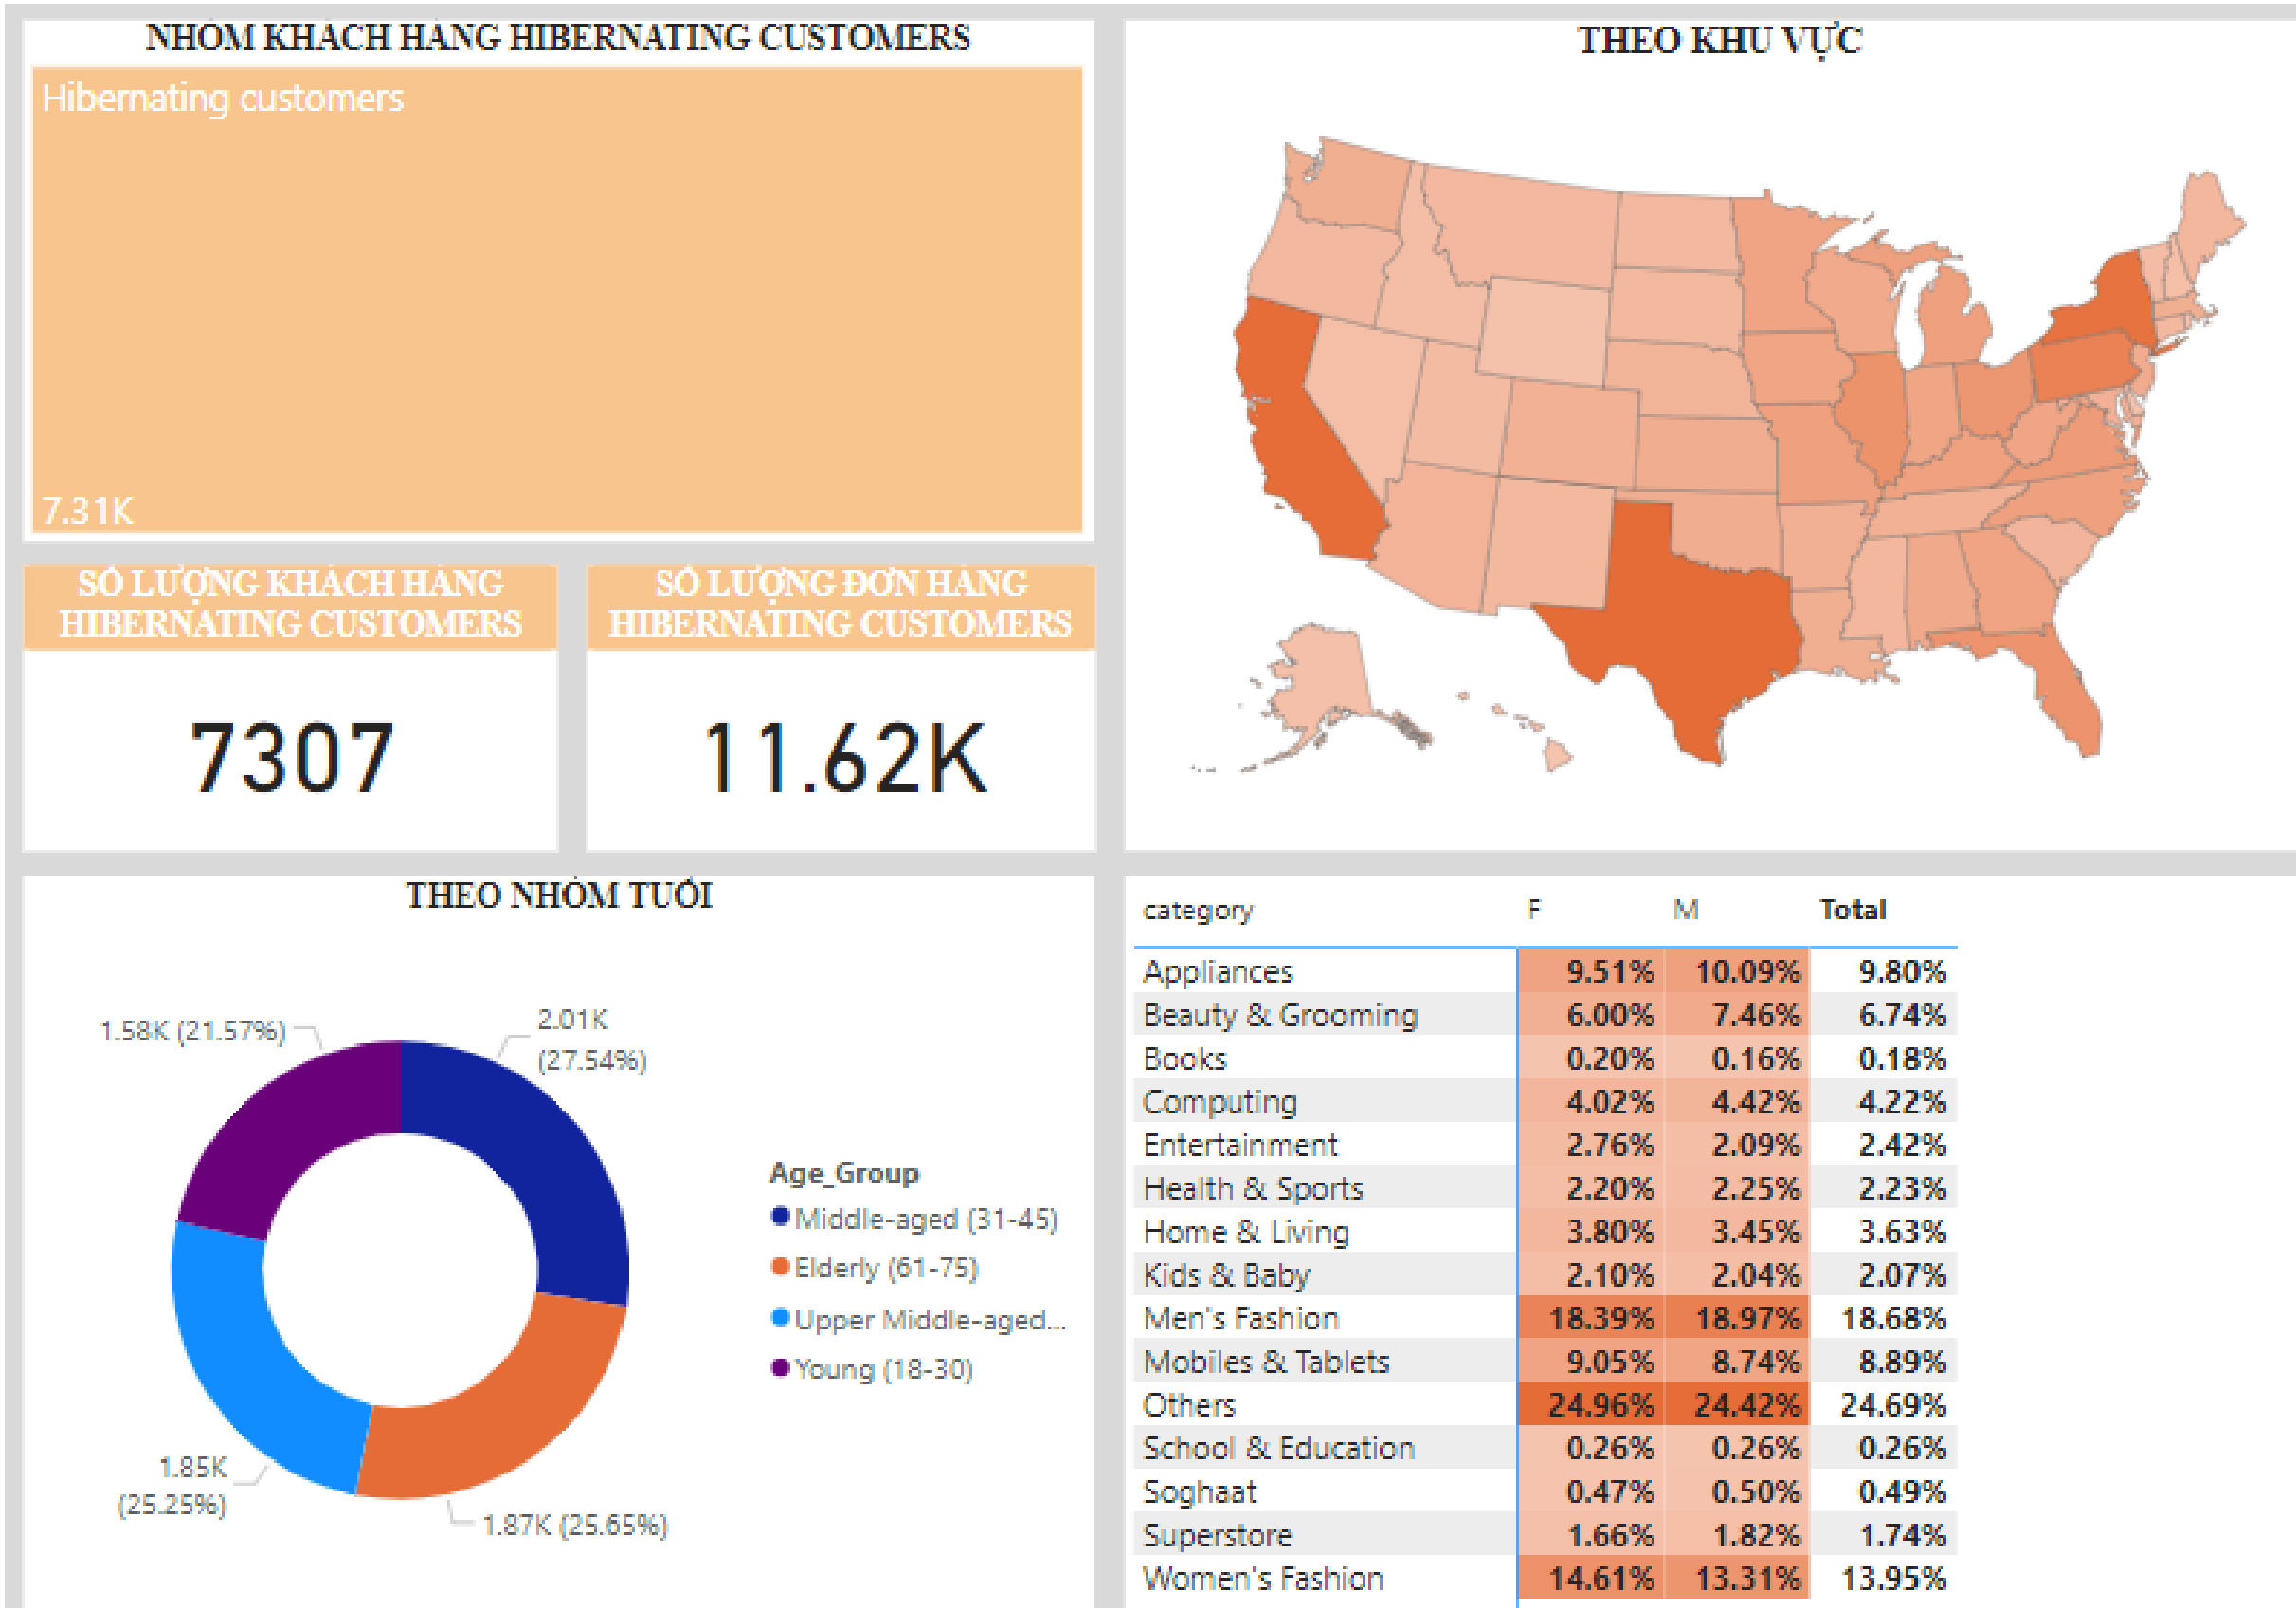 NHÓM KHÁCH HÀNG HIBERNATING CUSTOMERS
Hibernating customers
7.31K
SỐ LƯỢNG KHÁCH HÀNG
HIBERNATING CUSTOMERS
7307
SỐ LƯỢNG ĐƠN HÀNG
HIBERNATING CUSTOMERS
11.62K
THEO KHU VỰC
THEO NHÓM TUỔI
1.58K (21.57%)
2.01K
(27.54%)
1.85K
(25.25%)
1.87K (25.65%)
Age_Group
Middle-aged (31-45)
Elderly (61-75)
Upper Middle-aged...
Young (18-30)
category F M Total
Appliances 9.51% 10.09% 9.80%
Beauty & Grooming 6.00% 7.46% 6.74%
Books 0.20% 0.16% 0.18%
Computing 4.02% 4.42% 4.22%
Entertainment 2.76% 2.09% 2.42%
Health & Sports 2.20% 2.25% 2.23%
Home & Living 3.80% 3.45% 3.63%
Kids & Baby 2.10% 2.04% 2.07%
Men's Fashion 18.39% 18.97% 18.68%
Mobiles & Tablets 9.05% 8.74% 8.89%
Others 24.96% 24.42% 24.69%
School & Education 0.26% 0.26% 0.26%
Soghaat 0.47% 0.50% 0.49%
Superstore 1.66% 1.82% 1.74%
Women's Fashion 14.61% 13.31% 13.95%